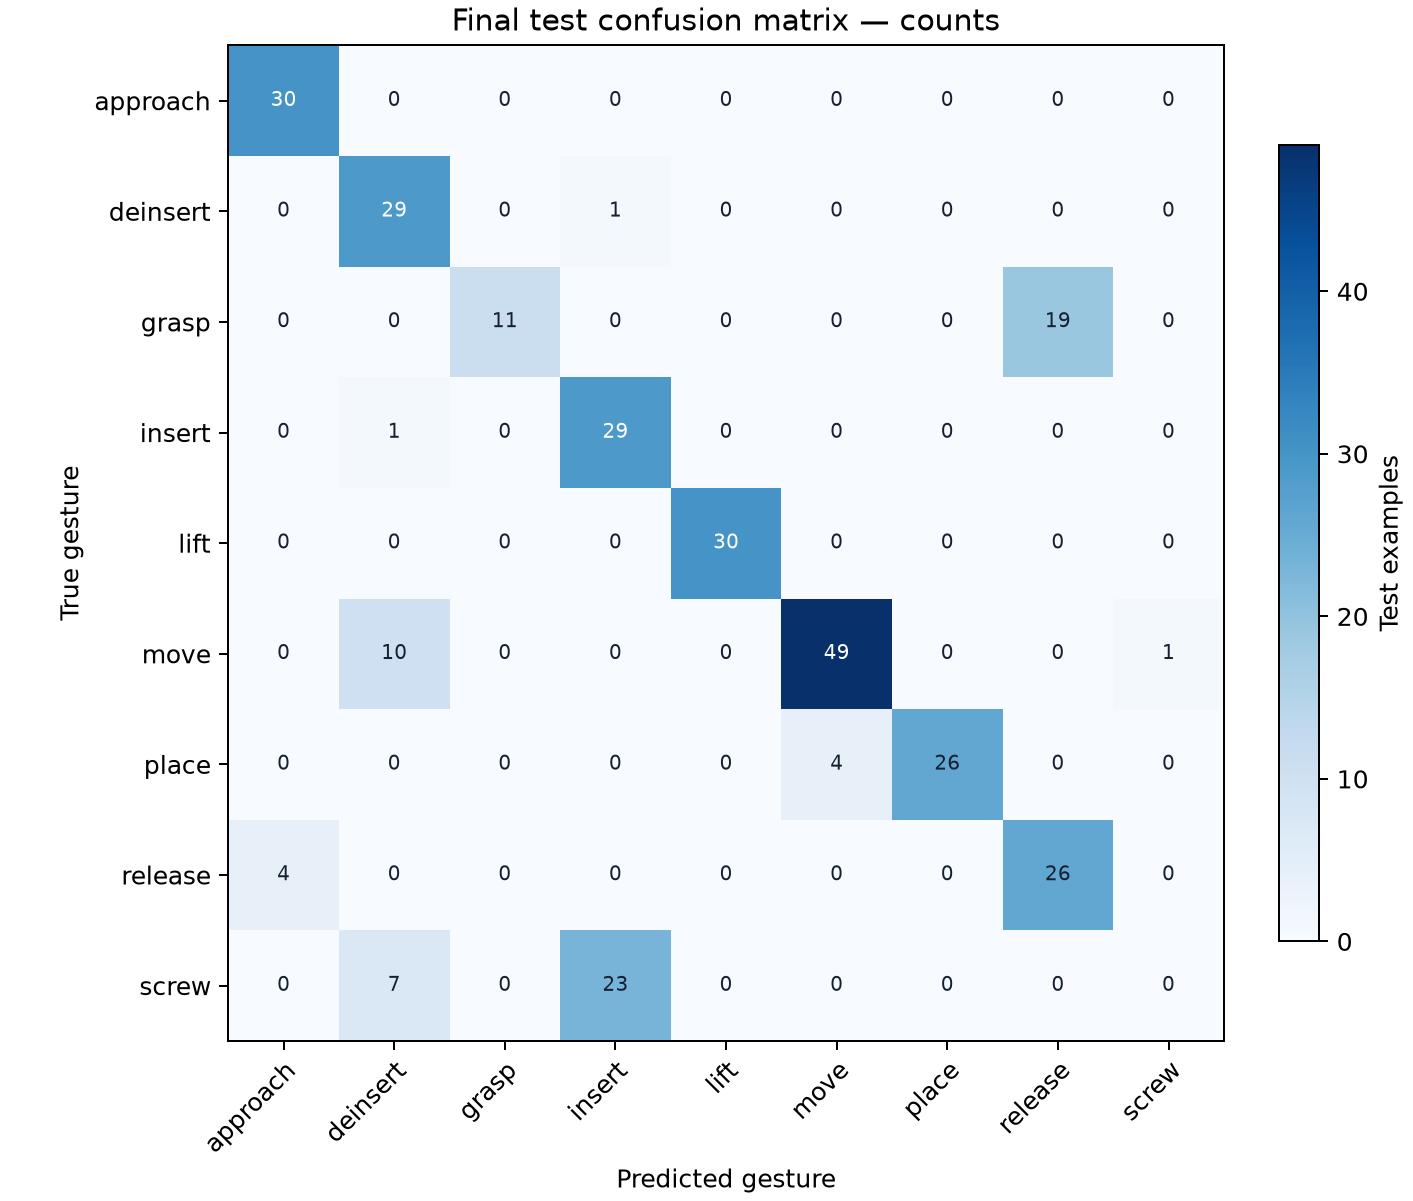 Final test confusion matrix — counts
approach 30 0 0 0 0 0 0 0 0
deinsert 0 29 0 1 0 0 0 0 0
grasp 0 0 11 0 0 0 0 19 0
insert 0 1 0 29 0 0 0 0 0
lift 0 0 0 0 30 0 0 0 0
move 0 10 0 0 0 49 0 0 1
place 0 0 0 0 0 4 26 0 0
release 4 0 0 0 0 0 0 26 0
screw 0 7 0 23 0 0 0 0 0
True gesture
approach deinsert grasp insert lift move place release screw
Predicted gesture
40
30
20
10
0
Test examples